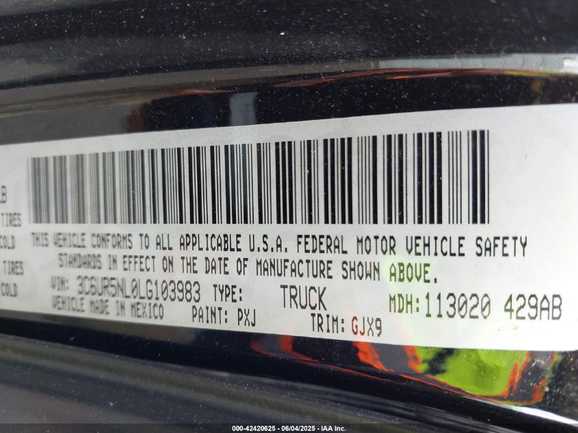 LB
TIRES
COLD
TIRES
COLD
THIS VEHICLE CONFORMS TO ALL APPLICABLE U.S.A. FEDERAL MOTOR VEHICLE SAFETY
STANDARDS IN EFFECT ON THE DATE OF MANUFACTURE SHOWN ABOVE.
VIN: 3C6UR5NL0LG103983 TYPE: TRUCK MDH: 113020 429AB
VEHICLE MADE IN MEXICO PAINT: PXJ TRIM: GJX9
000-42420625 06/04/2025 IAA Inc.